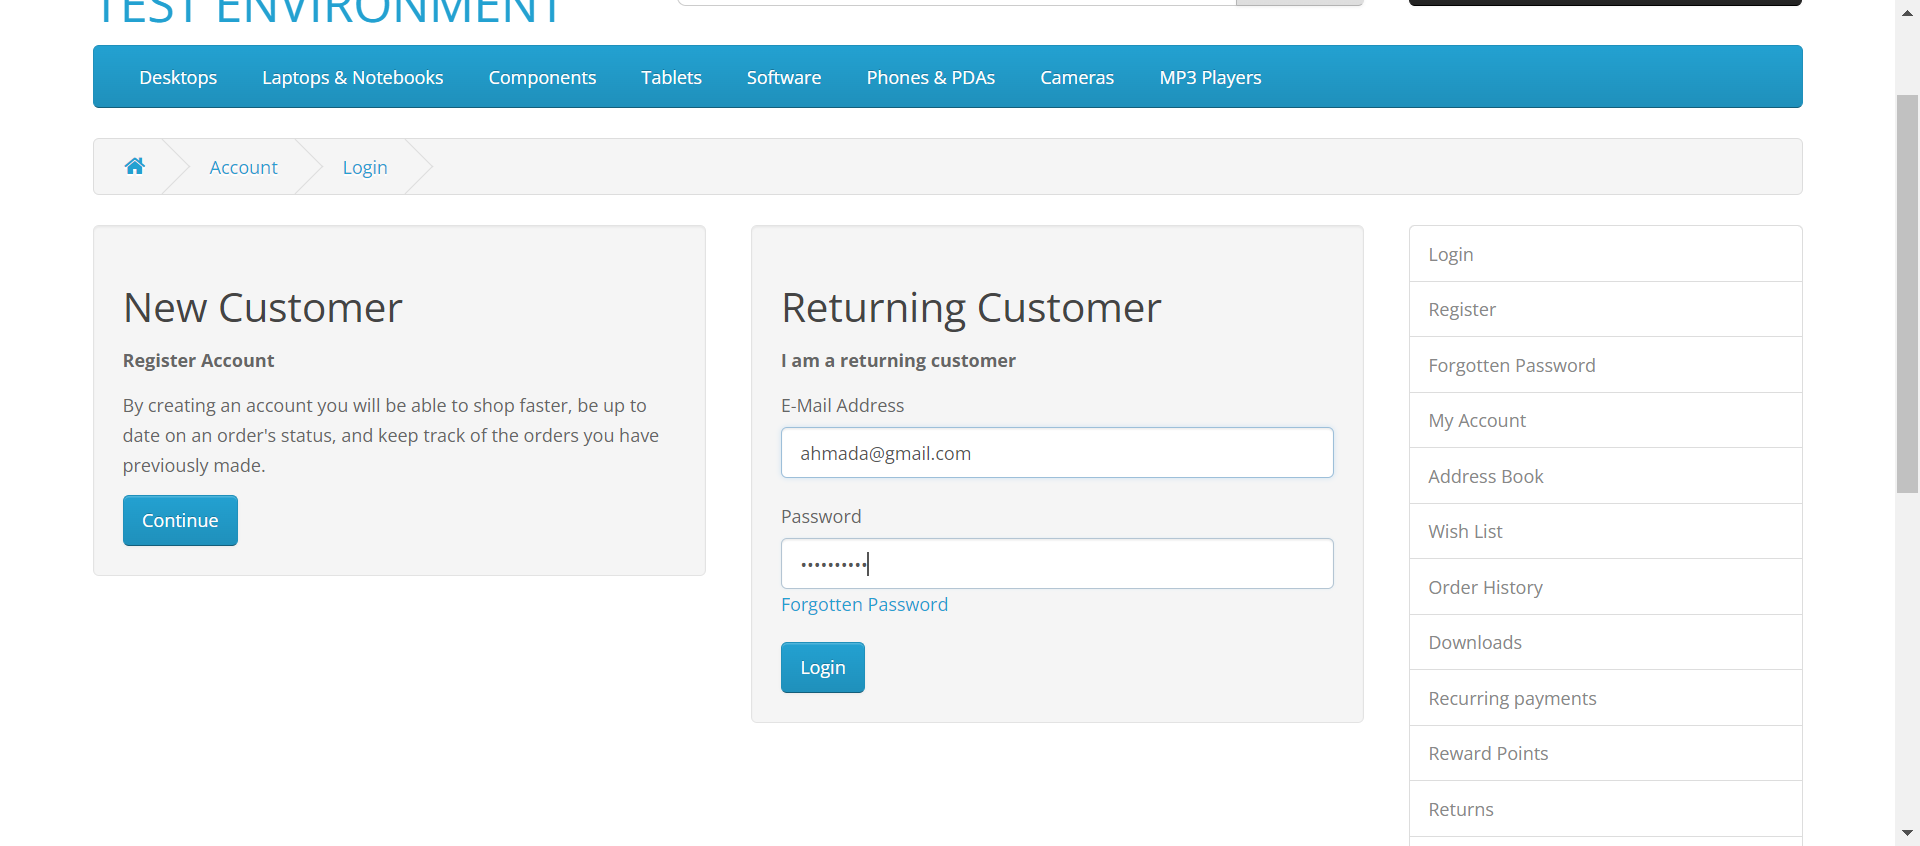 TEST ENVIRONMENT
Desktops Laptops & Notebooks Components Tablets Software Phones & PDAs Cameras MP3 Players
Account Login
New Customer
Register Account
By creating an account you will be able to shop faster, be up to
date on an order's status, and keep track of the orders you have
previously made.
Continue
Returning Customer
I am a returning customer
E-Mail Address
ahmada@gmail.com
Password
••••••••••
Forgotten Password
Login
Login
Register
Forgotten Password
My Account
Address Book
Wish List
Order History
Downloads
Recurring payments
Reward Points
Returns